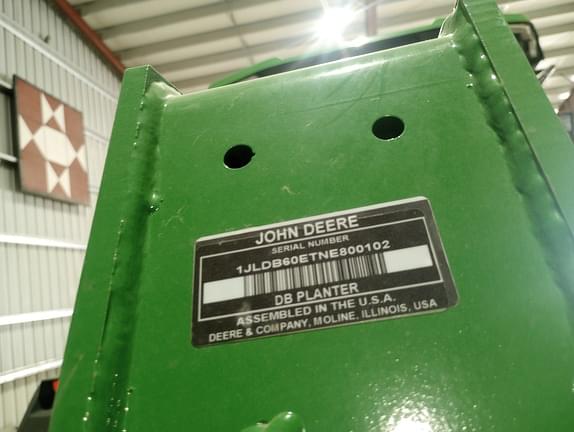 JOHN DEERE
SERIAL NUMBER
1JLDB60ETNE800102
DB PLANTER
ASSEMBLED IN THE U.S.A.
DEERE & COMPANY, MOLINE, ILLINOIS, USA